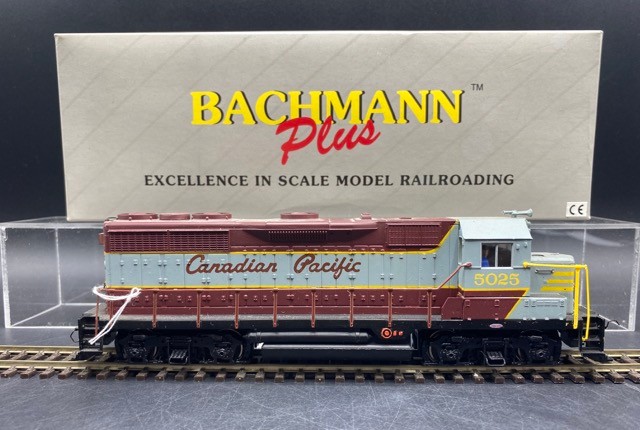 BACHMANN™
Plus
EXCELLENCE IN SCALE MODEL RAILROADING
CE
Canadian Pacific
5025